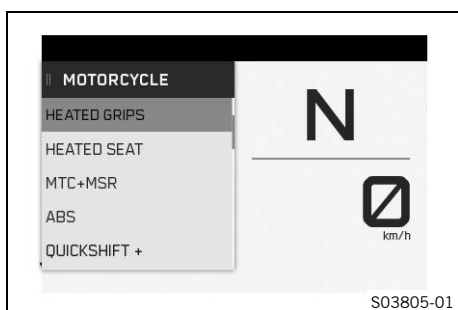 MOTORCYCLE
HEATED GRIPS
HEATED SEAT
MTC+MSR
ABS
QUICKSHIFT +
N
0
km/h
S03805-01